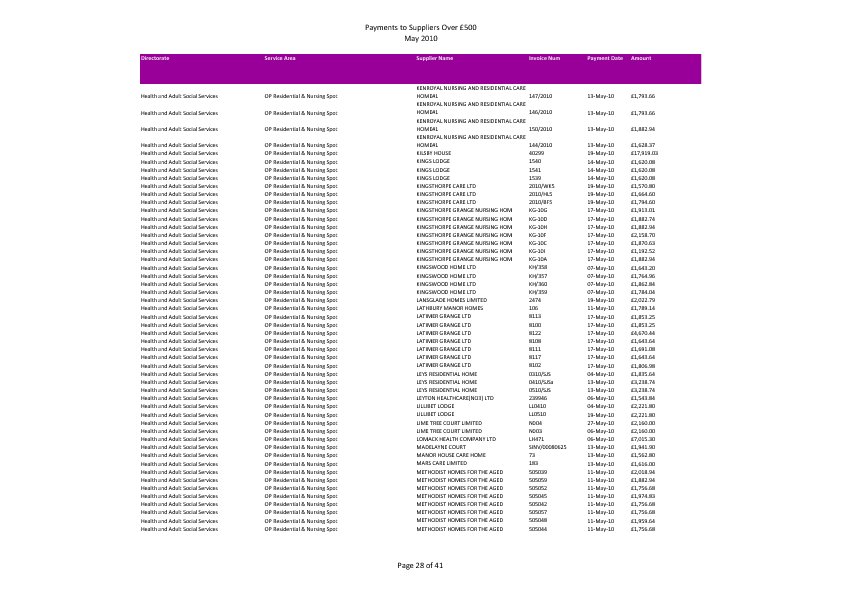 Payments to Suppliers Over £500
May 2010
Directorate Service Area Supplier Name Invoice Num Payment Date Amount
KENROYAL NURSING AND RESIDENTIAL CARE
Health and Adult Social Services OP Residential & Nursing Spot HOMEAL 147/2010 13-May-10 £1,793.66
KENROYAL NURSING AND RESIDENTIAL CARE
Health and Adult Social Services OP Residential & Nursing Spot HOMEAL 146/2010 13-May-10 £1,793.66
KENROYAL NURSING AND RESIDENTIAL CARE
Health and Adult Social Services OP Residential & Nursing Spot HOMEAL 150/2010 13-May-10 £1,882.94
KENROYAL NURSING AND RESIDENTIAL CARE
Health and Adult Social Services OP Residential & Nursing Spot HOMEAL 144/2010 13-May-10 £1,628.37
Health and Adult Social Services OP Residential & Nursing Spot KILSBY HOUSE 40299 19-May-10 £17,919.03
Health and Adult Social Services OP Residential & Nursing Spot KINGS LODGE 1540 14-May-10 £1,620.08
Health and Adult Social Services OP Residential & Nursing Spot KINGS LODGE 1541 14-May-10 £1,620.08
Health and Adult Social Services OP Residential & Nursing Spot KINGS LODGE 1539 14-May-10 £1,620.08
Health and Adult Social Services OP Residential & Nursing Spot KINGSTHORPE CARE LTD 2010/WK5 19-May-10 £1,570.80
Health and Adult Social Services OP Residential & Nursing Spot KINGSTHORPE CARE LTD 2010/HL5 19-May-10 £1,664.60
Health and Adult Social Services OP Residential & Nursing Spot KINGSTHORPE CARE LTD 2010/BF5 19-May-10 £1,794.60
Health and Adult Social Services OP Residential & Nursing Spot KINGSTHORPE GRANGE NURSING HOM KG-10G 17-May-10 £1,913.01
Health and Adult Social Services OP Residential & Nursing Spot KINGSTHORPE GRANGE NURSING HOM KG-10D 17-May-10 £1,882.74
Health and Adult Social Services OP Residential & Nursing Spot KINGSTHORPE GRANGE NURSING HOM KG-10H 17-May-10 £1,882.94
Health and Adult Social Services OP Residential & Nursing Spot KINGSTHORPE GRANGE NURSING HOM KG-10F 17-May-10 £2,158.70
Health and Adult Social Services OP Residential & Nursing Spot KINGSTHORPE GRANGE NURSING HOM KG-10C 17-May-10 £1,870.63
Health and Adult Social Services OP Residential & Nursing Spot KINGSTHORPE GRANGE NURSING HOM KG-10I 17-May-10 £1,192.52
Health and Adult Social Services OP Residential & Nursing Spot KINGSTHORPE GRANGE NURSING HOM KG-10A 17-May-10 £1,882.94
Health and Adult Social Services OP Residential & Nursing Spot KINGSWOOD HOME LTD KH/358 07-May-10 £1,643.20
Health and Adult Social Services OP Residential & Nursing Spot KINGSWOOD HOME LTD KH/357 07-May-10 £1,764.96
Health and Adult Social Services OP Residential & Nursing Spot KINGSWOOD HOME LTD KH/360 07-May-10 £1,862.84
Health and Adult Social Services OP Residential & Nursing Spot KINGSWOOD HOME LTD KH/359 07-May-10 £1,784.04
Health and Adult Social Services OP Residential & Nursing Spot LANSGLADE HOMES LIMITED 2474 19-May-10 £2,022.79
Health and Adult Social Services OP Residential & Nursing Spot LATHBURY MANOR HOMES 106 11-May-10 £1,789.14
Health and Adult Social Services OP Residential & Nursing Spot LATIMER GRANGE LTD 8113 17-May-10 £1,853.25
Health and Adult Social Services OP Residential & Nursing Spot LATIMER GRANGE LTD 8100 17-May-10 £1,853.25
Health and Adult Social Services OP Residential & Nursing Spot LATIMER GRANGE LTD 8122 17-May-10 £4,670.44
Health and Adult Social Services OP Residential & Nursing Spot LATIMER GRANGE LTD 8108 17-May-10 £1,643.64
Health and Adult Social Services OP Residential & Nursing Spot LATIMER GRANGE LTD 8111 17-May-10 £1,691.08
Health and Adult Social Services OP Residential & Nursing Spot LATIMER GRANGE LTD 8117 17-May-10 £1,643.64
Health and Adult Social Services OP Residential & Nursing Spot LATIMER GRANGE LTD 8102 17-May-10 £1,806.98
Health and Adult Social Services OP Residential & Nursing Spot LEYS RESIDENTIAL HOME 0310/SJS 04-May-10 £1,835.64
Health and Adult Social Services OP Residential & Nursing Spot LEYS RESIDENTIAL HOME 0410/SJSa 13-May-10 £3,238.74
Health and Adult Social Services OP Residential & Nursing Spot LEYS RESIDENTIAL HOME 0510/SJS 13-May-10 £3,238.74
Health and Adult Social Services OP Residential & Nursing Spot LEYTON HEALTHCARE(NO3) LTD 239946 06-May-10 £1,543.84
Health and Adult Social Services OP Residential & Nursing Spot LILLIBET LODGE LL0410 04-May-10 £2,221.80
Health and Adult Social Services OP Residential & Nursing Spot LILLIBET LODGE LL0510 19-May-10 £2,221.80
Health and Adult Social Services OP Residential & Nursing Spot LIME TREE COURT LIMITED N004 27-May-10 £2,160.00
Health and Adult Social Services OP Residential & Nursing Spot LIME TREE COURT LIMITED N003 06-May-10 £2,160.00
Health and Adult Social Services OP Residential & Nursing Spot LOMACK HEALTH COMPANY LTD LH471 06-May-10 £7,015.30
Health and Adult Social Services OP Residential & Nursing Spot MADELAYNE COURT SINV/00080625 13-May-10 £1,941.90
Health and Adult Social Services OP Residential & Nursing Spot MANOR HOUSE CARE HOME 73 13-May-10 £1,562.80
Health and Adult Social Services OP Residential & Nursing Spot MARS CARE LIMITED 183 13-May-10 £1,616.00
Health and Adult Social Services OP Residential & Nursing Spot METHODIST HOMES FOR THE AGED 505039 11-May-10 £2,018.94
Health and Adult Social Services OP Residential & Nursing Spot METHODIST HOMES FOR THE AGED 505059 11-May-10 £1,882.94
Health and Adult Social Services OP Residential & Nursing Spot METHODIST HOMES FOR THE AGED 505052 11-May-10 £1,756.68
Health and Adult Social Services OP Residential & Nursing Spot METHODIST HOMES FOR THE AGED 505045 11-May-10 £1,974.83
Health and Adult Social Services OP Residential & Nursing Spot METHODIST HOMES FOR THE AGED 505042 11-May-10 £1,756.68
Health and Adult Social Services OP Residential & Nursing Spot METHODIST HOMES FOR THE AGED 505057 11-May-10 £1,756.68
Health and Adult Social Services OP Residential & Nursing Spot METHODIST HOMES FOR THE AGED 505048 11-May-10 £1,959.64
Health and Adult Social Services OP Residential & Nursing Spot METHODIST HOMES FOR THE AGED 505044 11-May-10 £1,756.68
Page 28 of 41